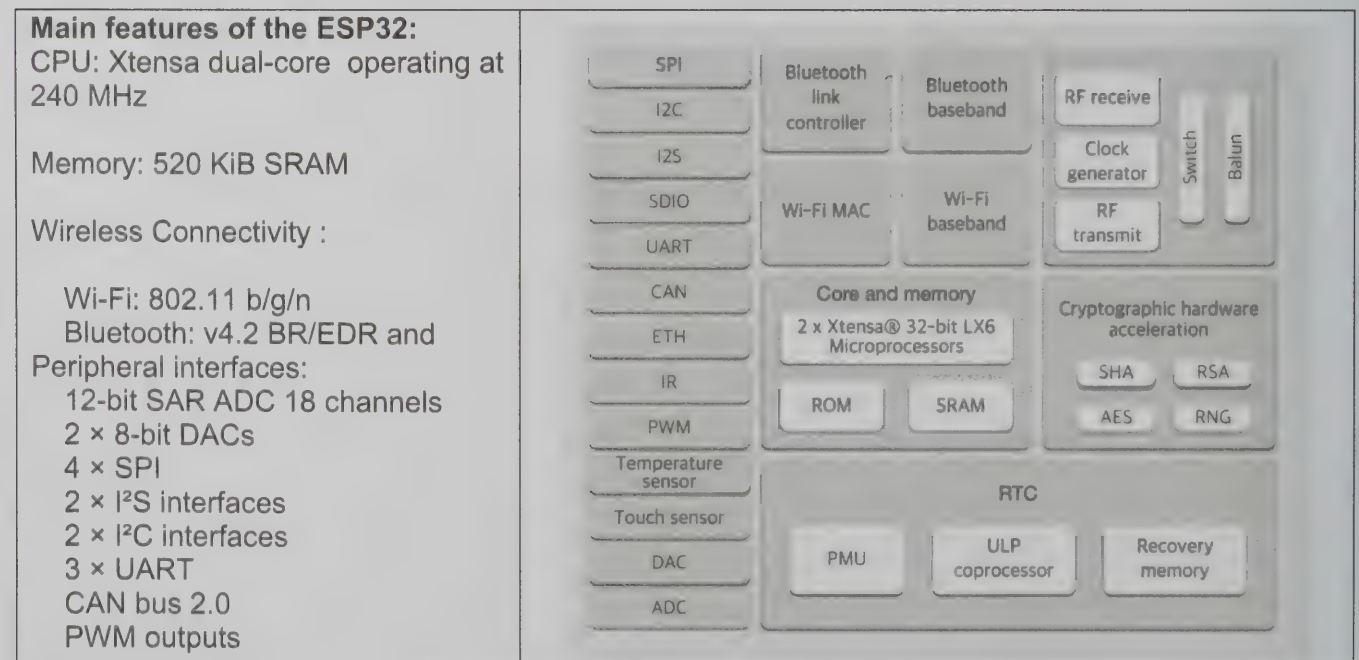 Main features of the ESP32:
CPU: Xtensa dual-core operating at
240 MHz
Memory: 520 KiB SRAM
Wireless Connectivity :
Wi-Fi: 802.11 b/g/n
Bluetooth: v4.2 BR/EDR and
Peripheral interfaces:
12-bit SAR ADC 18 channels
2 × 8-bit DACs
4 × SPI
2 × I²S interfaces
2 × I²C interfaces
3 × UART
CAN bus 2.0
PWM outputs
SPI
I2C
I2S
SDIO
UART
CAN
ETH
IR
PWM
Temperature
sensor
Touch sensor
DAC
ADC
Bluetooth
link
controller
Bluetooth
baseband
Wi-Fi MAC
Wi-Fi
baseband
RF receive
Clock
generator
RF
transmit
Switch
Balun
Core and memory
2 x Xtensa® 32-bit LX6
Microprocessors
ROM
SRAM
Cryptographic hardware
acceleration
SHA
RSA
AES
RNG
RTC
PMU
ULP
coprocessor
Recovery
memory